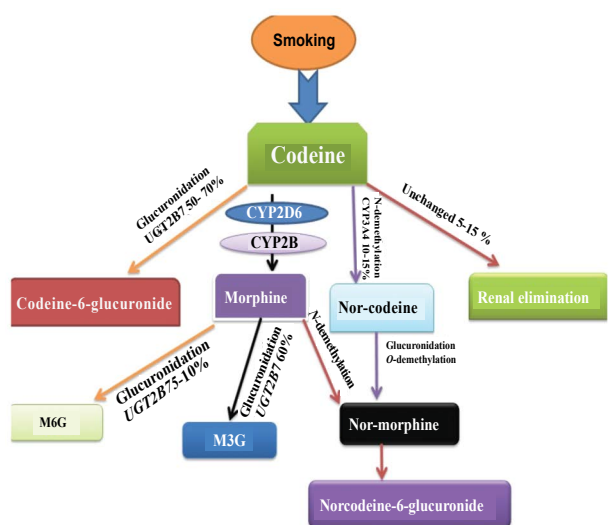 Smoking
Codeine
Glucuronidation
UGT2B7 50- 70%
CYP2D6
CYP2B
N-demethylation
CYP3A4 10-15%
Unchanged 5-15 %
Codeine-6-glucuronide
Morphine
Nor-codeine
Renal elimination
Glucuronidation
UGT2B75-10%
Glucuronidation
UGT2B7 60%
N-demethylation
Glucuronidation
O-demethylation
M6G
M3G
Nor-morphine
Norcodeine-6-glucuronide